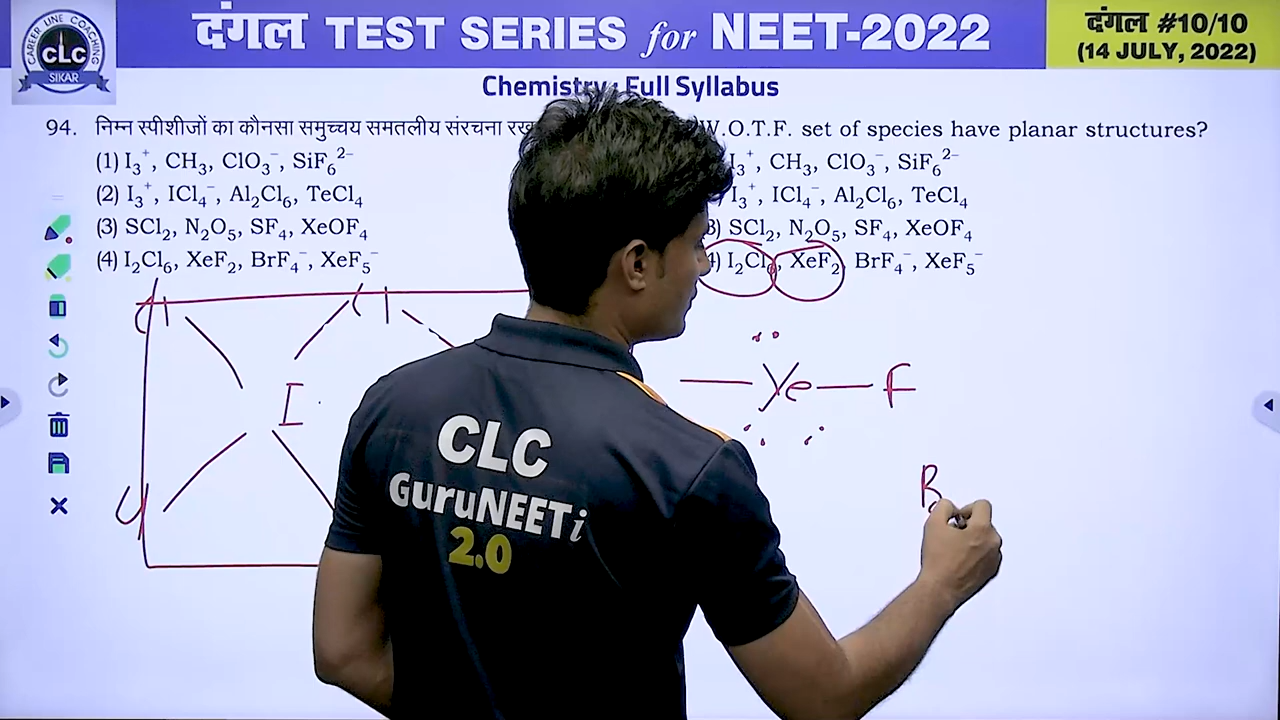 CAREER LINE COACHING
CLC
SIKAR
दंगल TEST SERIES for NEET-2022
दंगल #10/10
(14 JULY, 2022)
Chemistry : Full Syllabus
94. निम्न स्पीशीजों का कौनसा समुच्चय समतलीय संरचना
(1) I₃⁺, CH₃, ClO₃⁻, SiF₆²⁻
(2) I₃⁺, ICl₄⁻, Al₂Cl₆, TeCl₄
(3) SCl₂, N₂O₅, SF₄, XeOF₄
(4) I₂Cl₆, XeF₂, BrF₄⁻, XeF₅⁻
W.O.T.F. set of species have planar structures?
I₃⁺, CH₃, ClO₃⁻, SiF₆²⁻
I₃⁺, ICl₄⁻, Al₂Cl₆, TeCl₄
3) SCl₂, N₂O₅, SF₄, XeOF₄
4) I₂Cl₆, XeF₂, BrF₄⁻, XeF₅⁻
Cl Cl
I
Xe F
B
CLC
GuruNEETi
2.0